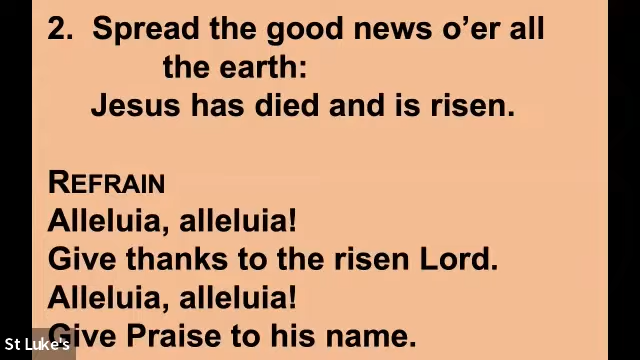 2. Spread the good news o’er all
the earth:
Jesus has died and is risen.
REFRAIN
Alleluia, alleluia!
Give thanks to the risen Lord.
Alleluia, alleluia!
Give Praise to his name.
St Luke's